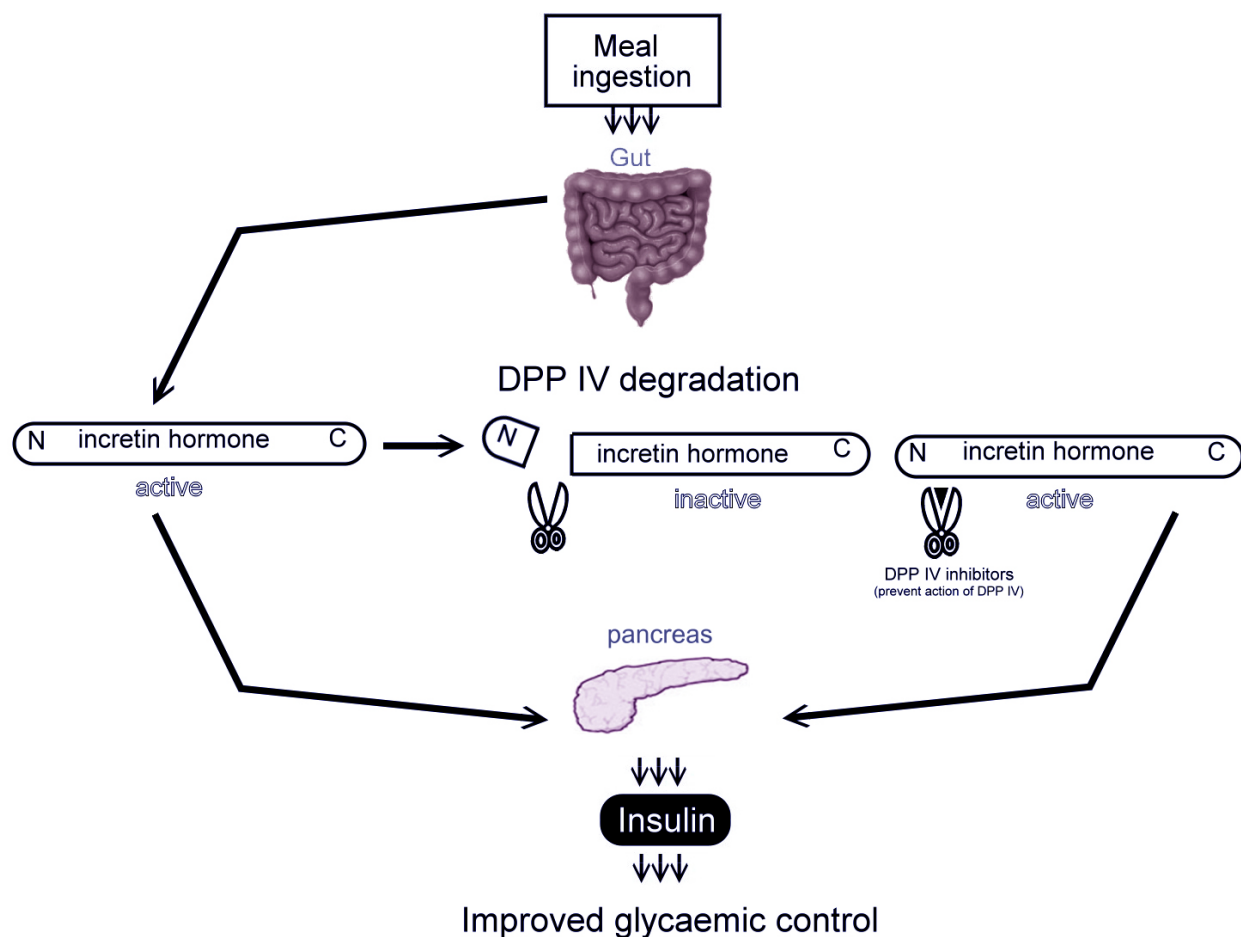 Meal
ingestion
Gut
DPP IV degradation
N incretin hormone C
active
N
incretin hormone C
inactive
N incretin hormone C
active
DPP IV inhibitors
(prevent action of DPP IV)
pancreas
Insulin
Improved glycaemic control